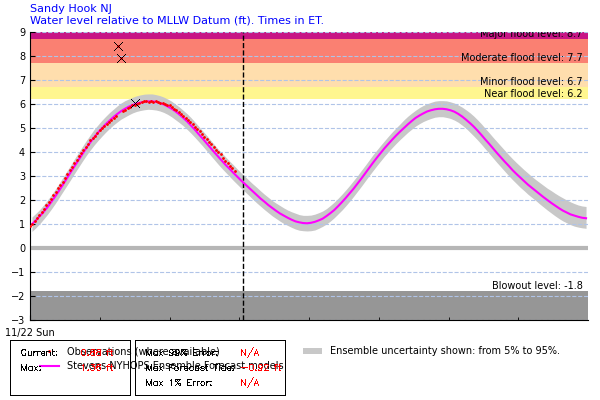 Sandy Hook NJ
Water level relative to MLLW Datum (ft). Times in ET.
9
Major flood level: 8.7
8
Moderate flood level: 7.7
7
Minor flood level: 6.7
Near flood level: 6.2
6
5
4
3
2
1
0
−1
Blowout level: -1.8
−2
−3
11/22 Sun
Observations (where available)
Stevens NYHOPS Ensemble Forecast models
Ensemble uncertainty shown: from 5% to 95%.
Current:
Max:
Max 99% Error: N/A
Max Forecast Tide:
Max 1% Error: N/A